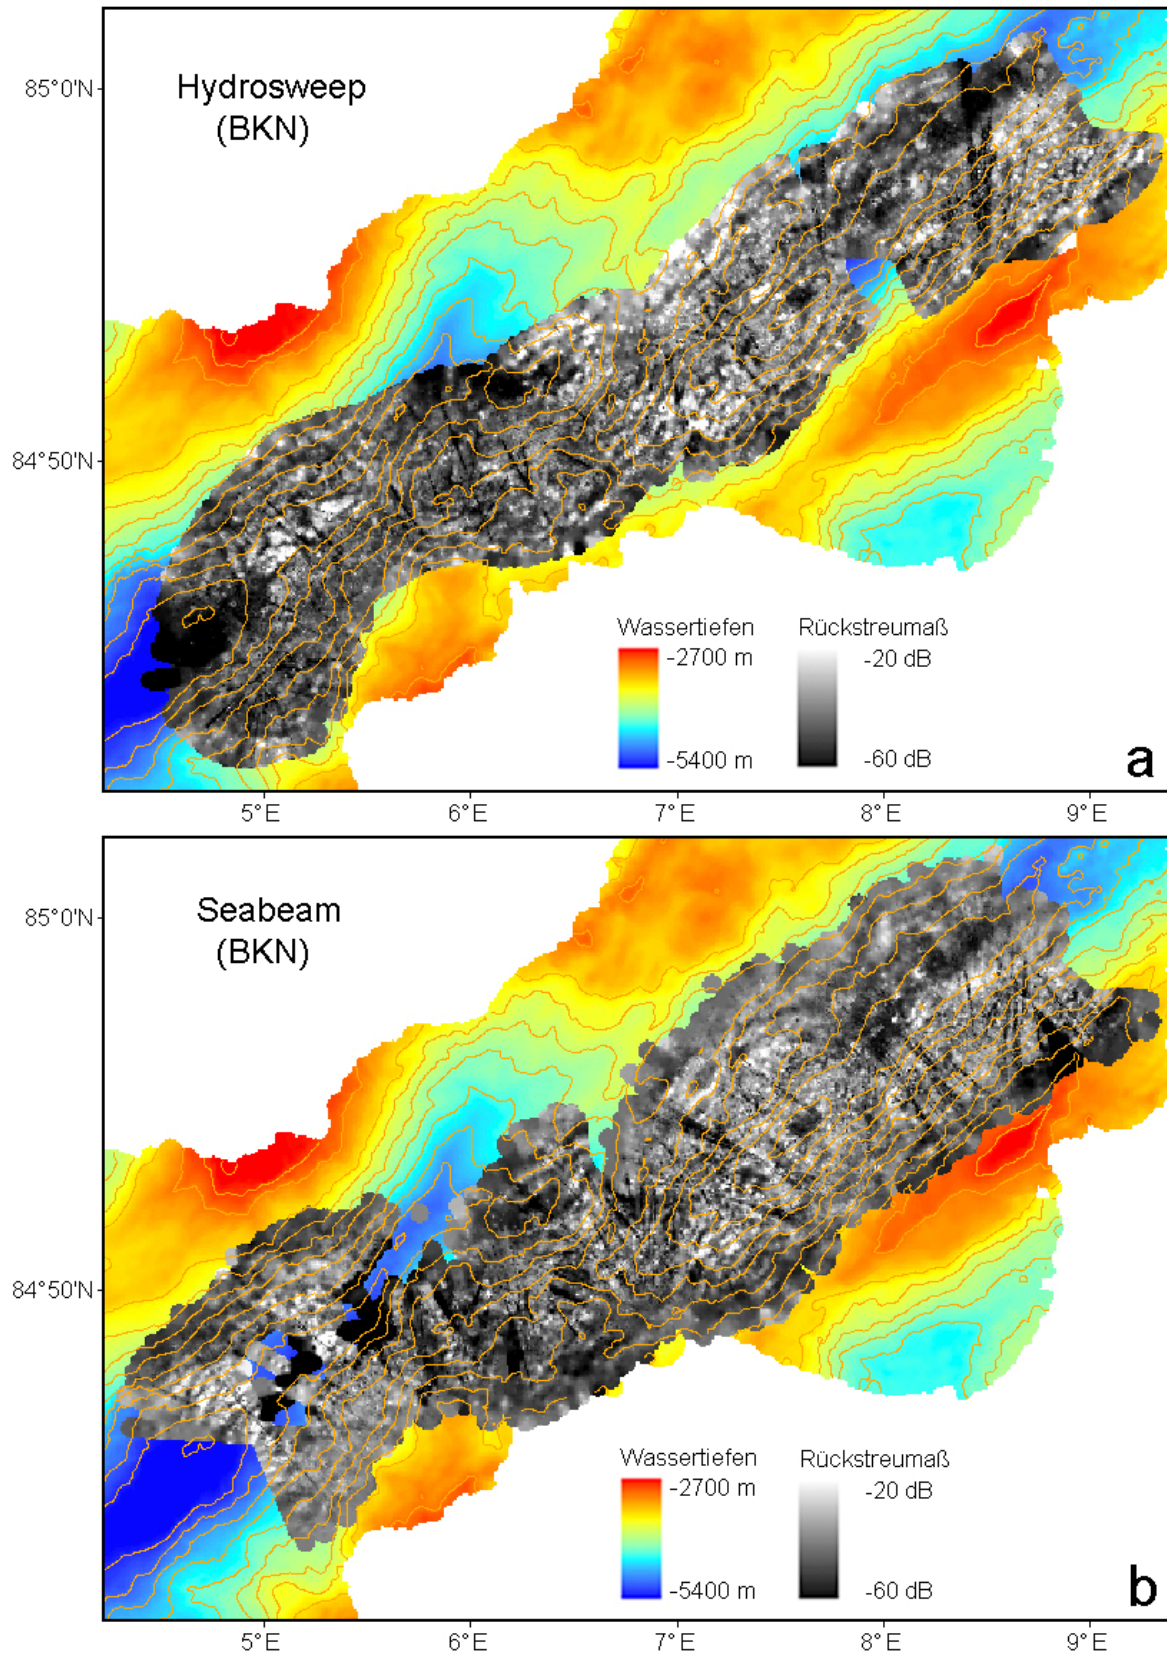 Hydrosweep
(BKN)
85°0'N
84°50'N
Wassertiefen
-2700 m
-5400 m
Rückstreumaß
-20 dB
-60 dB
a
5°E
6°E
7°E
8°E
9°E
Seabeam
(BKN)
85°0'N
84°50'N
Wassertiefen
-2700 m
-5400 m
Rückstreumaß
-20 dB
-60 dB
b
5°E
6°E
7°E
8°E
9°E